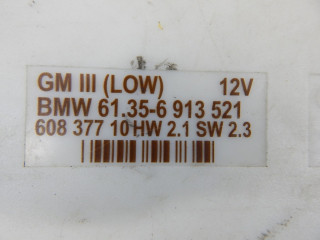 GM III (LOW) 12V
BMW 61.35-6 913 521
608 377 10 HW 2.1 SW 2.3